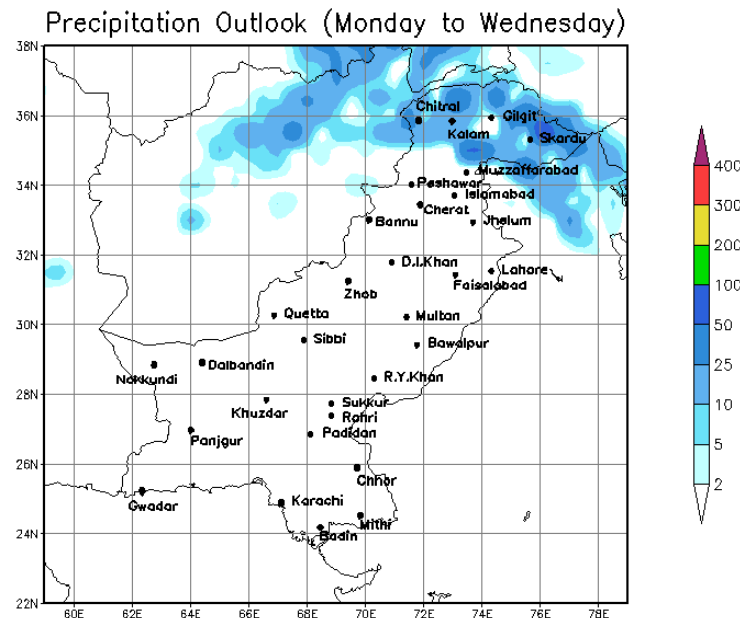 Precipitation Outlook (Monday to Wednesday)
38N
36N
34N
32N
30N
28N
26N
24N
22N
60E
62E
64E
66E
68E
70E
72E
74E
76E
78E
Chitral
Gilgit
Kalam
Skardu
Muzzaffarabad
Peshawar
Islamabad
Cherat
Bannu
Jhelum
D.I.Khan
Lahore
Zhob
Faisalabad
Quetta
Multan
Sibbi
Bawalpur
Dalbandin
Nokkundi
R.Y.Khan
Khuzdar
Sukkur
Rohri
Panjgur
Padidan
Chhor
Gwadar
Karachi
Mithi
Badin
400
300
200
100
50
25
10
5
2